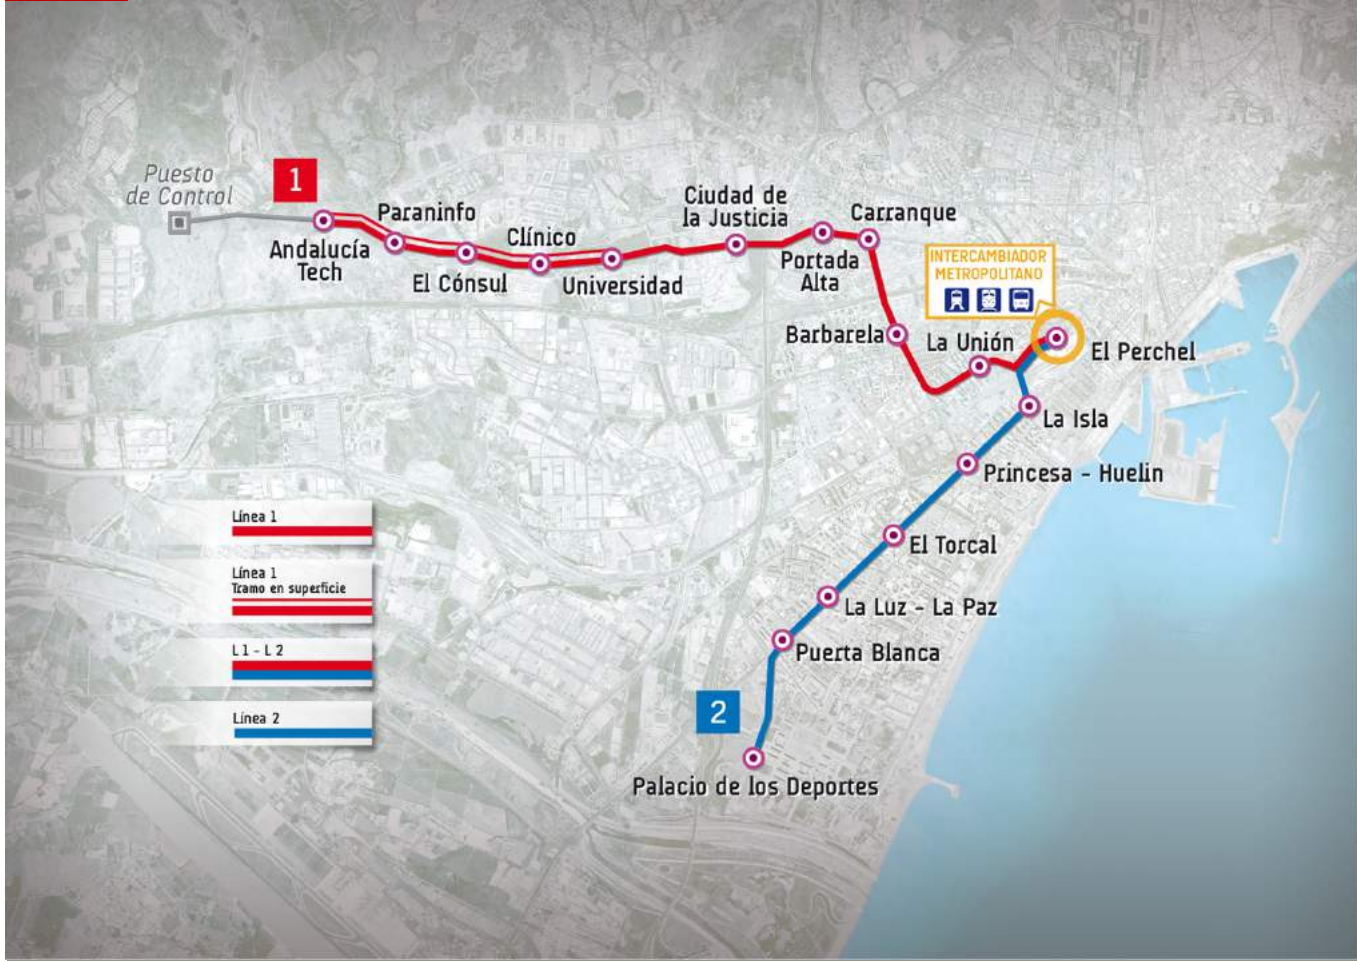 Puesto
de Control
1
Andalucía
Tech
Paraninfo
El Cónsul
Clínico
Universidad
Ciudad de
la Justicia
Portada
Alta
Carranque
INTERCAMBIADOR
METROPOLITANO
Barbarela
La Unión
El Perchel
La Isla
Princesa - Huelin
El Torcal
La Luz - La Paz
Puerta Blanca
2
Palacio de los Deportes
Línea 1
Línea 1
Tramo en superficie
L 1 - L 2
Línea 2